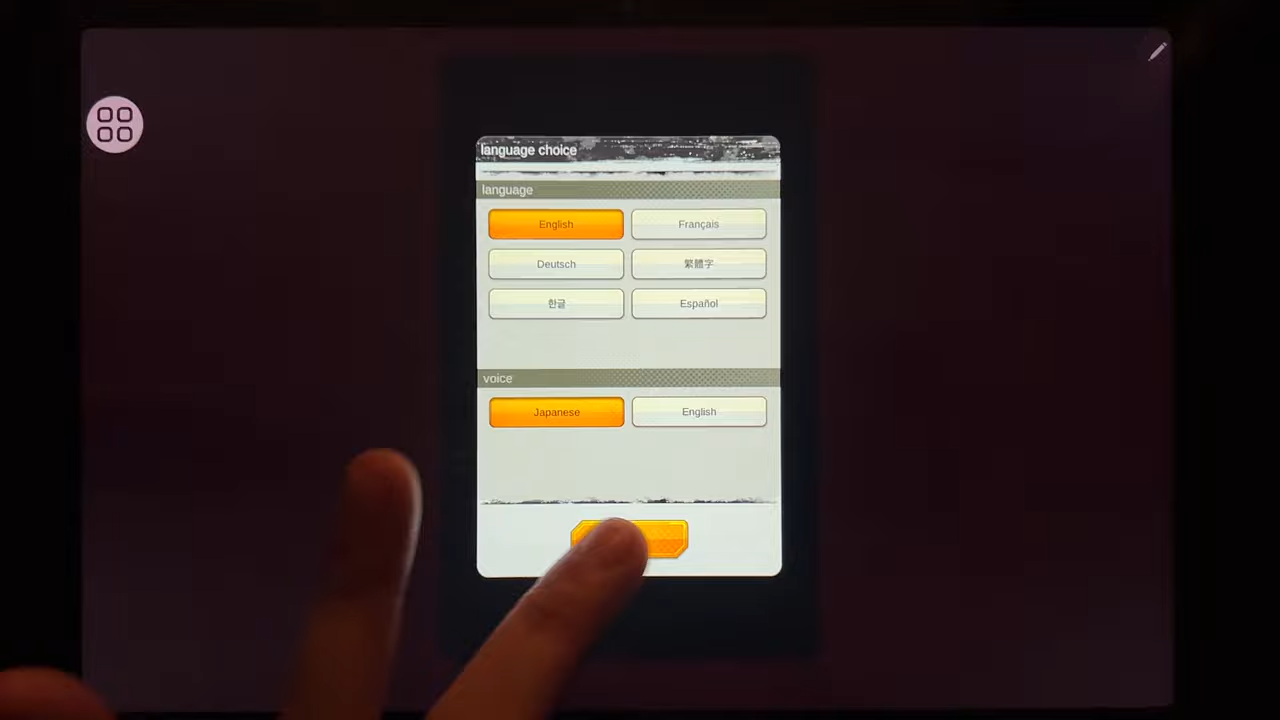 language choice
language
English Français
Deutsch 繁體字
한글 Español
voice
Japanese English